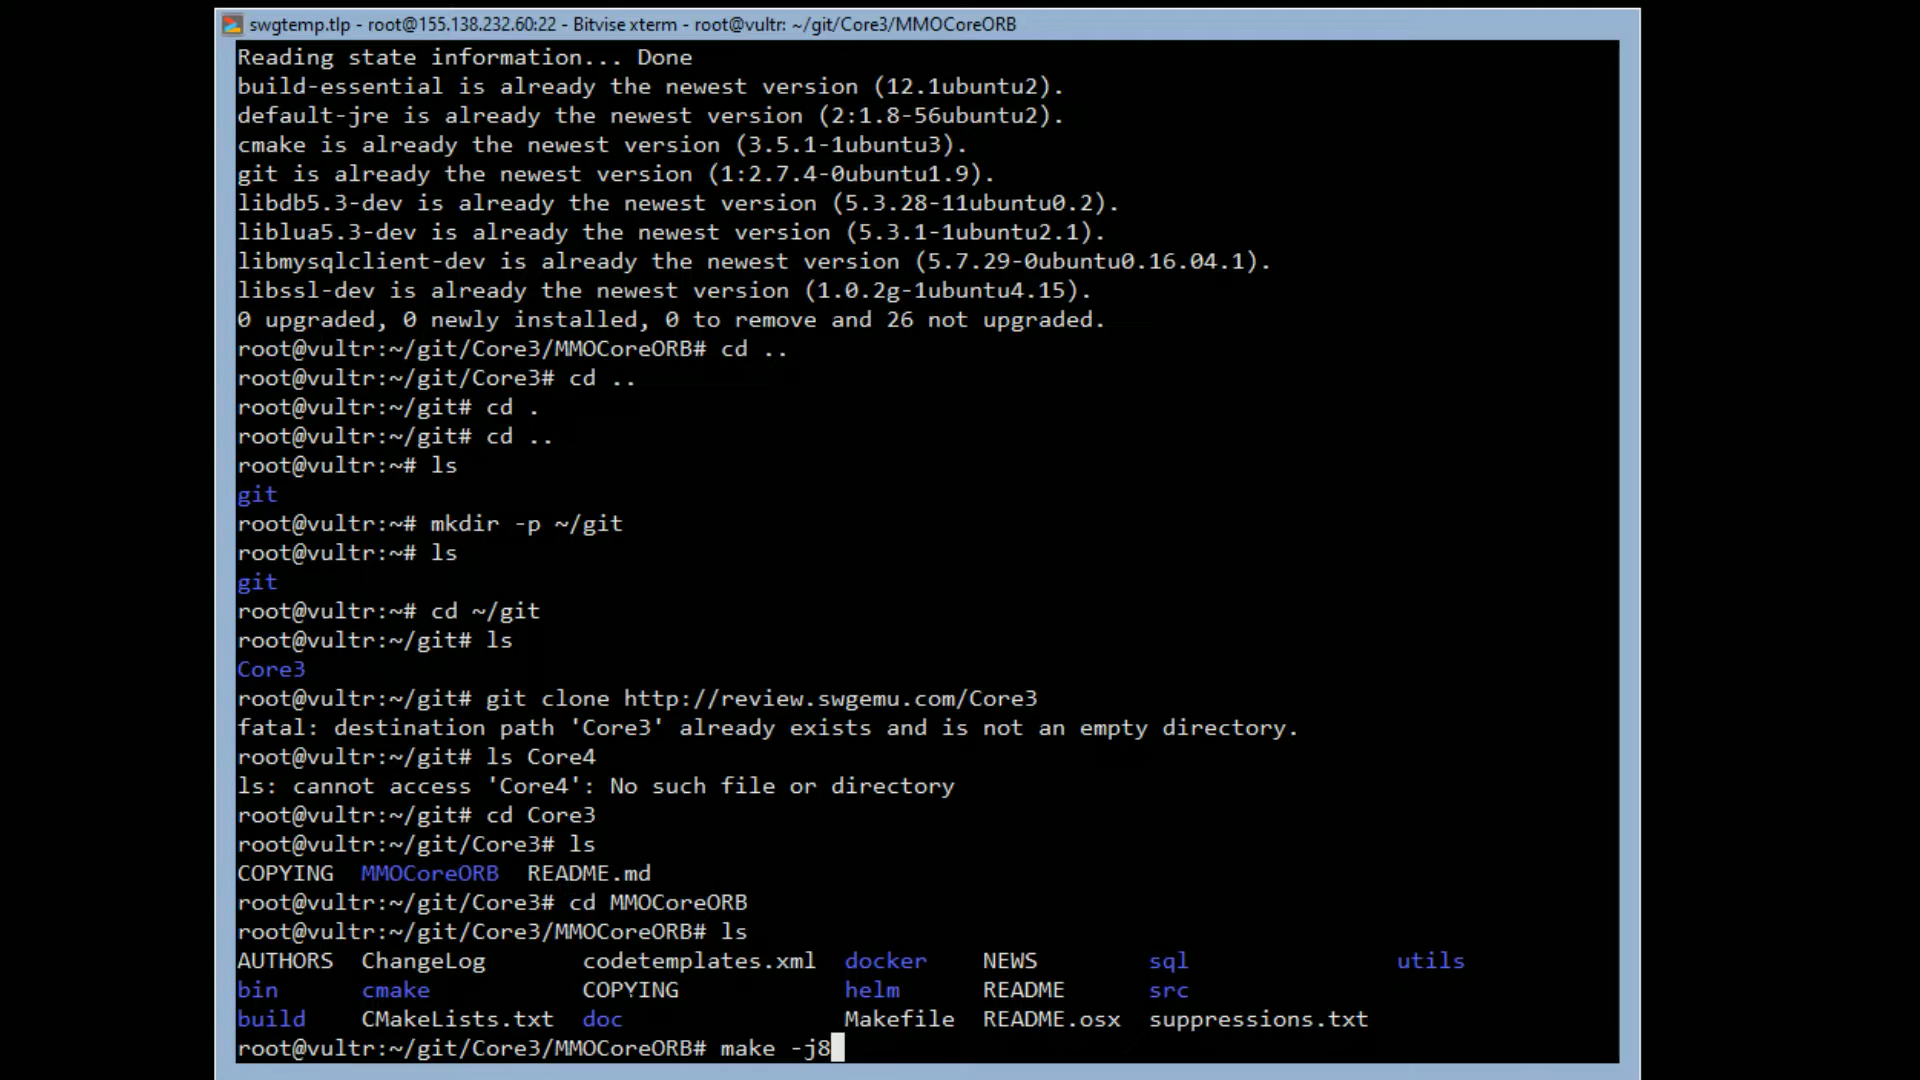 swgtemp.tlp - root@155.138.232.60:22 - Bitvise xterm - root@vultr: ~/git/Core3/MMOCoreORB
Reading state information... Done
build-essential is already the newest version (12.1ubuntu2).
default-jre is already the newest version (2:1.8-56ubuntu2).
cmake is already the newest version (3.5.1-1ubuntu3).
git is already the newest version (1:2.7.4-0ubuntu1.9).
libdb5.3-dev is already the newest version (5.3.28-11ubuntu0.2).
liblua5.3-dev is already the newest version (5.3.1-1ubuntu2.1).
libmysqlclient-dev is already the newest version (5.7.29-0ubuntu0.16.04.1).
libssl-dev is already the newest version (1.0.2g-1ubuntu4.15).
0 upgraded, 0 newly installed, 0 to remove and 26 not upgraded.
root@vultr:~/git/Core3/MMOCoreORB# cd ..
root@vultr:~/git/Core3# cd ..
root@vultr:~/git# cd .
root@vultr:~/git# cd ..
root@vultr:~# ls
git
root@vultr:~# mkdir -p ~/git
root@vultr:~# ls
git
root@vultr:~# cd ~/git
root@vultr:~/git# ls
Core3
root@vultr:~/git# git clone http://review.swgemu.com/Core3
fatal: destination path 'Core3' already exists and is not an empty directory.
root@vultr:~/git# ls Core4
ls: cannot access 'Core4': No such file or directory
root@vultr:~/git# cd Core3
root@vultr:~/git/Core3# ls
COPYING  MMOCoreORB  README.md
root@vultr:~/git/Core3# cd MMOCoreORB
root@vultr:~/git/Core3/MMOCoreORB# ls
AUTHORS  ChangeLog       codetemplates.xml  docker    NEWS        sql               utils
bin      cmake           COPYING            helm      README      src
build    CMakeLists.txt  doc                Makefile  README.osx  suppressions.txt
root@vultr:~/git/Core3/MMOCoreORB# make -j8